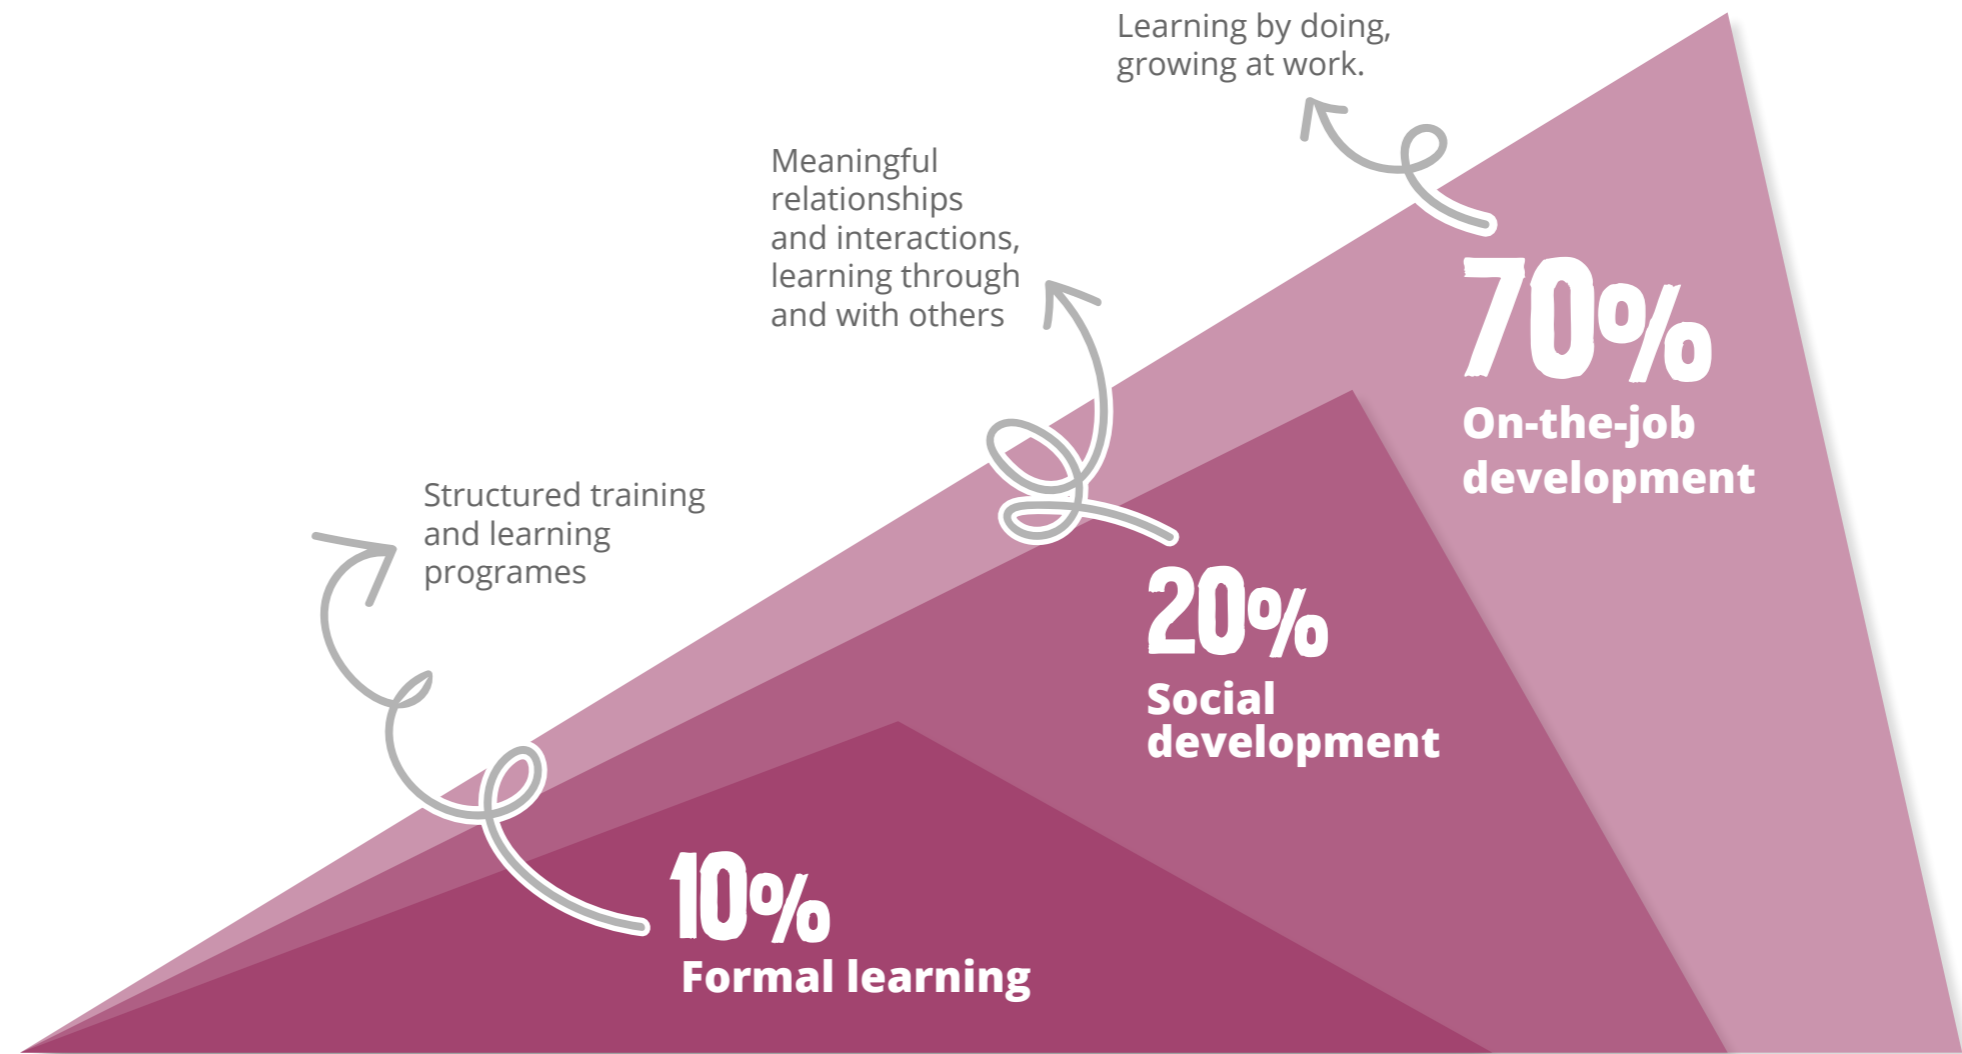 Learning by doing,
growing at work.
Meaningful
relationships
and interactions,
learning through
and with others
70%
On-the-job
development
Structured training
and learning
programes
20%
Social
development
10%
Formal learning